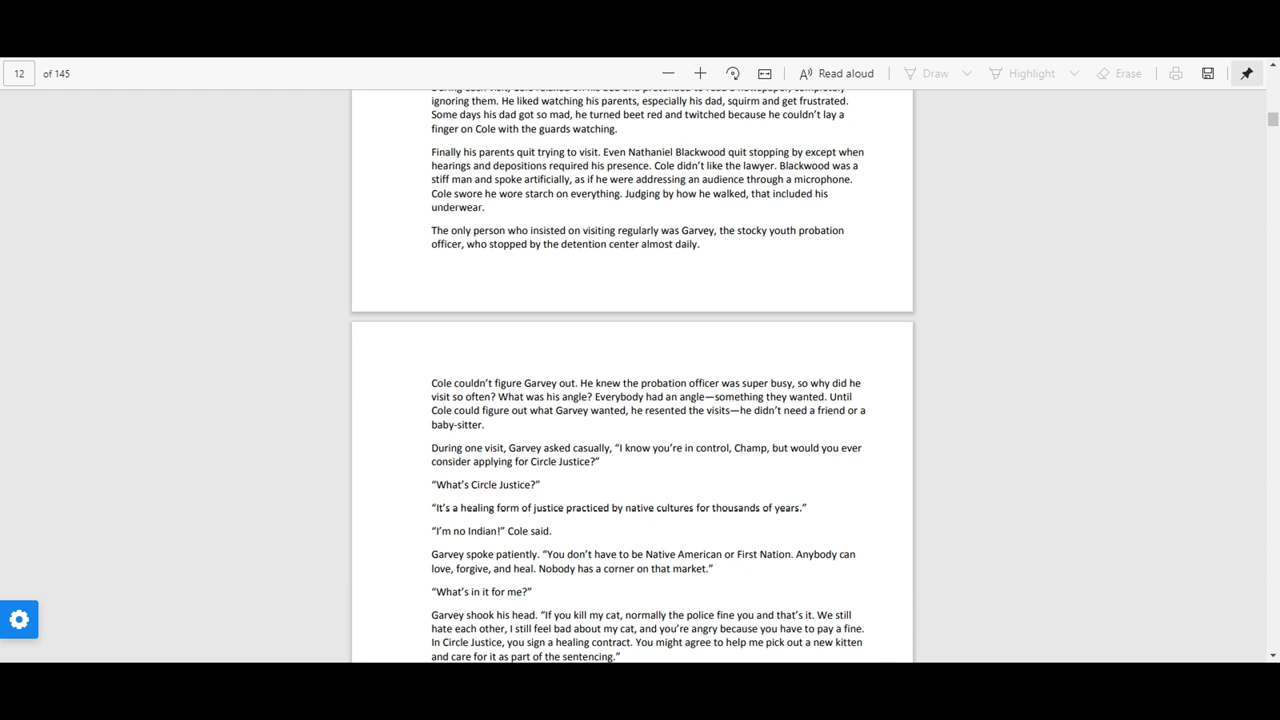 12 of 145
Read aloud
Draw
Highlight
Erase
During each visit, Cole relaxed on his bed and pretended to read a newspaper, completely
ignoring them. He liked watching his parents, especially his dad, squirm and get frustrated.
Some days his dad got so mad, he turned beet red and twitched because he couldn’t lay a
finger on Cole with the guards watching.
Finally his parents quit trying to visit. Even Nathaniel Blackwood quit stopping by except when
hearings and depositions required his presence. Cole didn’t like the lawyer. Blackwood was a
stiff man and spoke artificially, as if he were addressing an audience through a microphone.
Cole swore he wore starch on everything. Judging by how he walked, that included his
underwear.
The only person who insisted on visiting regularly was Garvey, the stocky youth probation
officer, who stopped by the detention center almost daily.
Cole couldn’t figure Garvey out. He knew the probation officer was super busy, so why did he
visit so often? What was his angle? Everybody had an angle—something they wanted. Until
Cole could figure out what Garvey wanted, he resented the visits—he didn’t need a friend or a
baby-sitter.
During one visit, Garvey asked casually, “I know you’re in control, Champ, but would you ever
consider applying for Circle Justice?”
“What’s Circle Justice?”
“It’s a healing form of justice practiced by native cultures for thousands of years.”
“I’m no Indian!” Cole said.
Garvey spoke patiently. “You don’t have to be Native American or First Nation. Anybody can
love, forgive, and heal. Nobody has a corner on that market.”
“What’s in it for me?”
Garvey shook his head. “If you kill my cat, normally the police fine you and that’s it. We still
hate each other, I still feel bad about my cat, and you’re angry because you have to pay a fine.
In Circle Justice, you sign a healing contract. You might agree to help me pick out a new kitten
and care for it as part of the sentencing.”